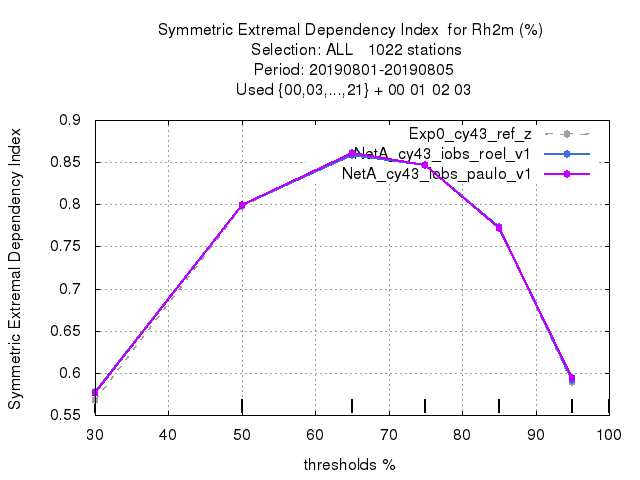 Symmetric Extremal Dependency Index  for Rh2m (%)
Selection: ALL   1022 stations
Period: 20190801-20190805
Used {00,03,...,21} + 00 01 02 03
Symmetric Extremal Dependency Index
0.9
0.85
0.8
0.75
0.7
0.65
0.6
0.55
Exp0_cy43_ref_z
NetA_cy43_iobs_roel_v1
NetA_cy43_iobs_paulo_v1
30 40 50 60 70 80 90 100
thresholds %